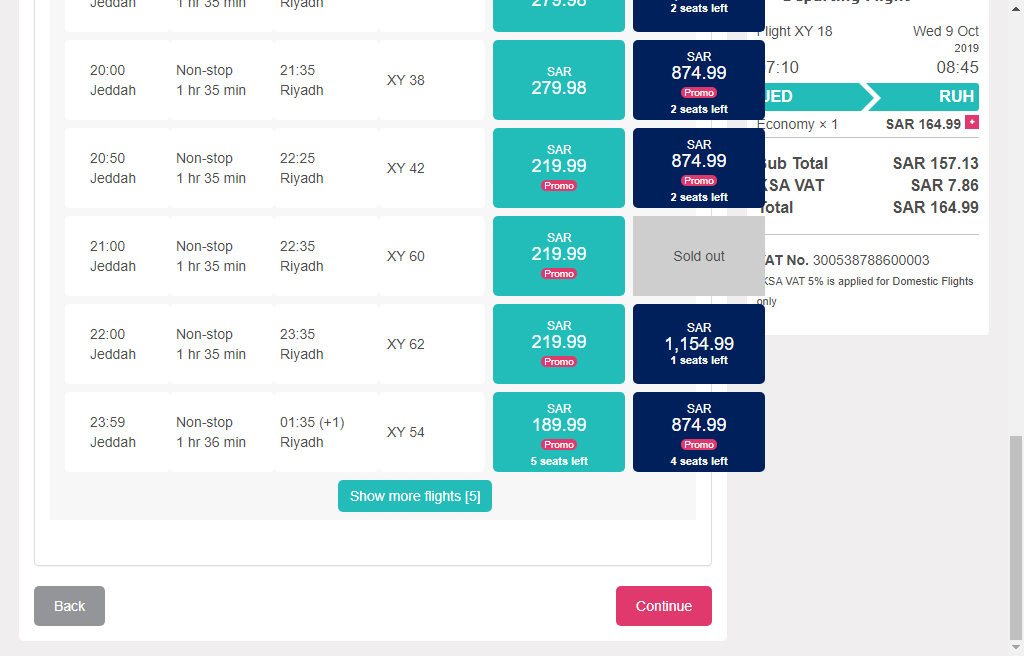 Jeddah
1 hr 35 min
Riyadh
279.98
2 seats left
20:00
Jeddah
Non-stop
1 hr 35 min
21:35
Riyadh
XY 38
SAR
279.98
SAR
874.99
Promo
2 seats left
20:50
Jeddah
Non-stop
1 hr 35 min
22:25
Riyadh
XY 42
SAR
219.99
Promo
SAR
874.99
Promo
2 seats left
21:00
Jeddah
Non-stop
1 hr 35 min
22:35
Riyadh
XY 60
SAR
219.99
Promo
Sold out
22:00
Jeddah
Non-stop
1 hr 35 min
23:35
Riyadh
XY 62
SAR
219.99
Promo
SAR
1,154.99
1 seats left
23:59
Jeddah
Non-stop
1 hr 36 min
01:35 (+1)
Riyadh
XY 54
SAR
189.99
Promo
5 seats left
SAR
874.99
Promo
4 seats left
Show more flights [5]
Back
Continue
Flight XY 18 Wed 9 Oct
2019
7:10 08:45
JED RUH
Economy × 1 SAR 164.99 +
Sub Total SAR 157.13
KSA VAT SAR 7.86
Total SAR 164.99
VAT No. 300538788600003
KSA VAT 5% is applied for Domestic Flights
only